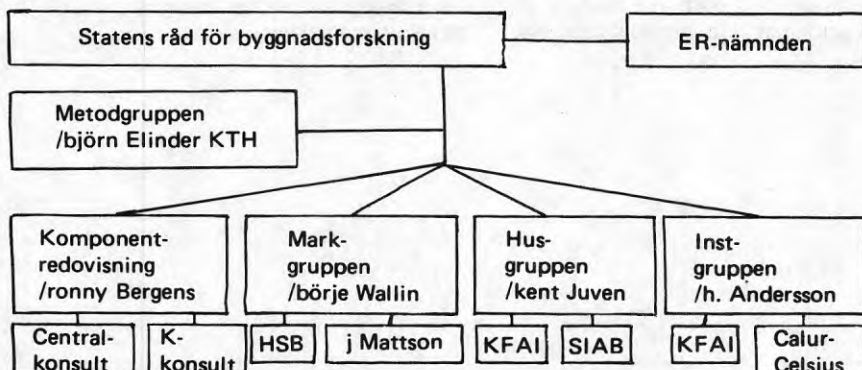 Statens råd för byggnadsforskning
ER-nämnden
Metodgruppen
/björn Elinder KTH
Komponent-
redovisning
/ronny Bergens
Mark-
gruppen
/börje Wallin
Hus-
gruppen
/kent Juven
Inst-
gruppen
/h. Andersson
Central-
konsult
K-
konsult
HSB
j Mattson
KFAI
SIAB
KFAI
Calur-
Celsius